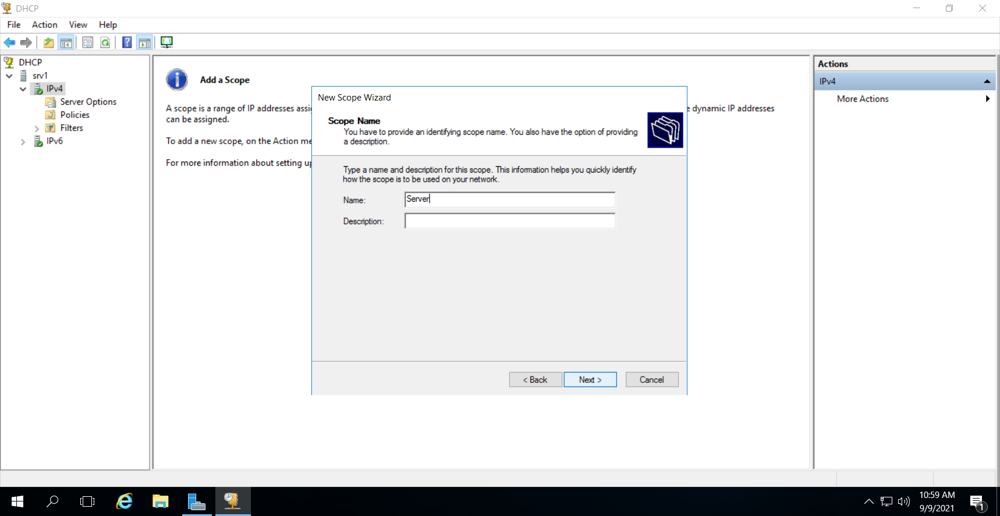 DHCP
File Action View Help
DHCP
srv1
IPv4
Server Options
Policies
Filters
IPv6
Add a Scope
A scope is a range of IP addresses assi
e dynamic IP addresses
can be assigned.
To add a new scope, on the Action me
For more information about setting up
New Scope Wizard
Scope Name
You have to provide an identifying scope name. You also have the option of providing
a description.
Type a name and description for this scope. This information helps you quickly identify
how the scope is to be used on your network.
Name: Server
Description:
< Back Next > Cancel
Actions
IPv4
More Actions
10:59 AM
9/9/2021
1